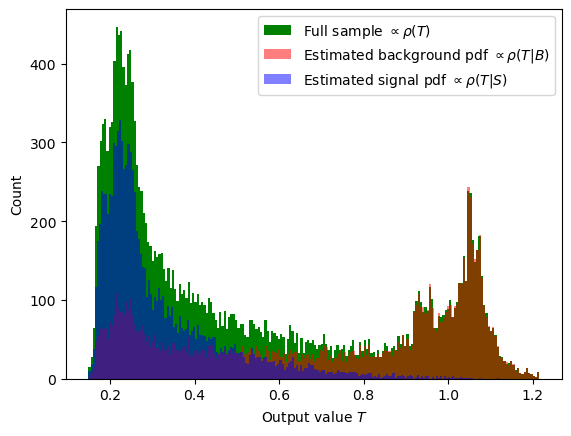 Full sample ∝ρ(T)
Estimated background pdf ∝ρ(T|B)
Estimated signal pdf ∝ρ(T|S)
400
300
200
100
0
Count
0.2 0.4 0.6 0.8 1.0 1.2
Output value T